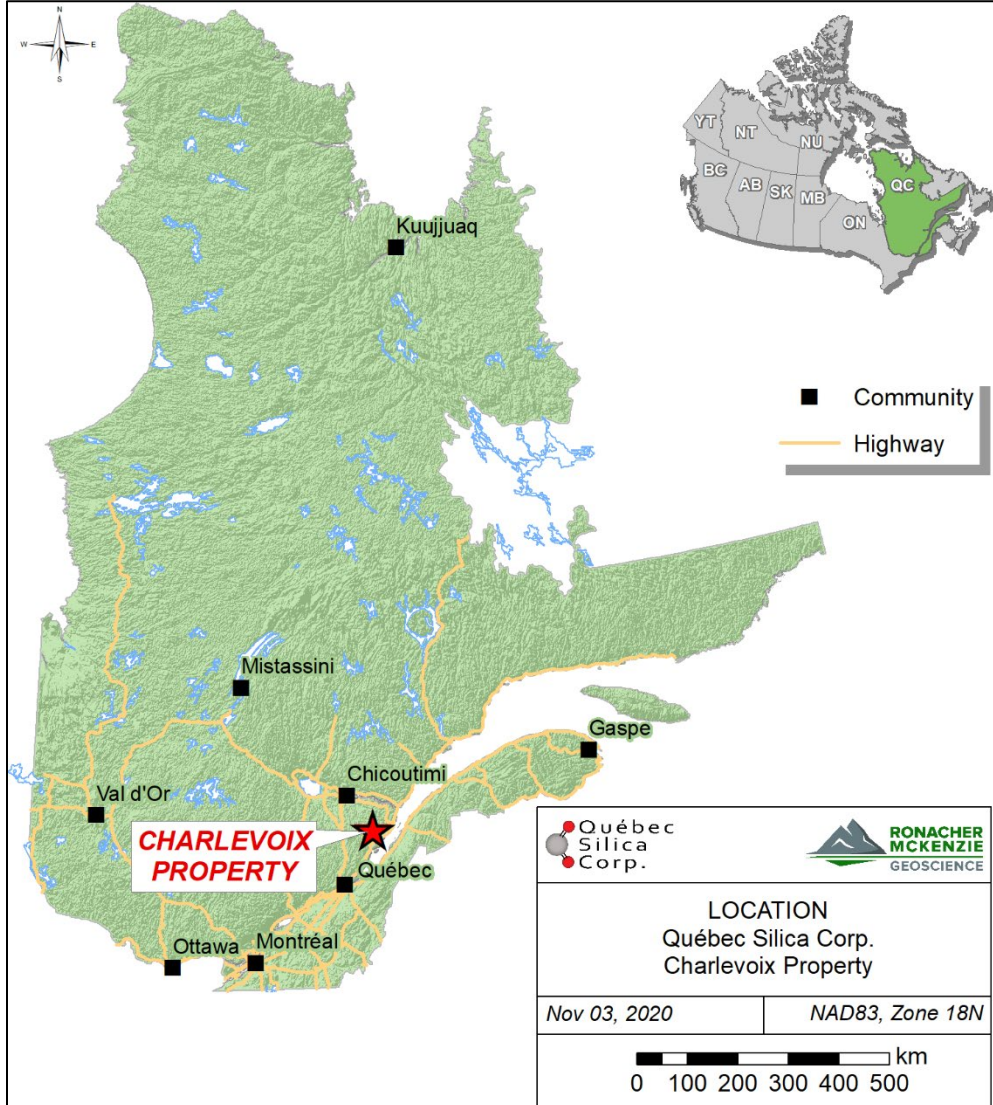 N
W
E
S
YT
NT
NU
BC
AB
SK
MB
ON
QC
Kuujjuaq
Community
Highway
Mistassini
Gaspe
Chicoutimi
Val d'Or
CHARLEVOIX
PROPERTY
Québec
Ottawa
Montréal
Québec
Silica
Corp.
RONACHER
MCKENZIE
GEOSCIENCE
LOCATION
Québec Silica Corp.
Charlevoix Property
Nov 03, 2020
NAD83, Zone 18N
km
0 100 200 300 400 500